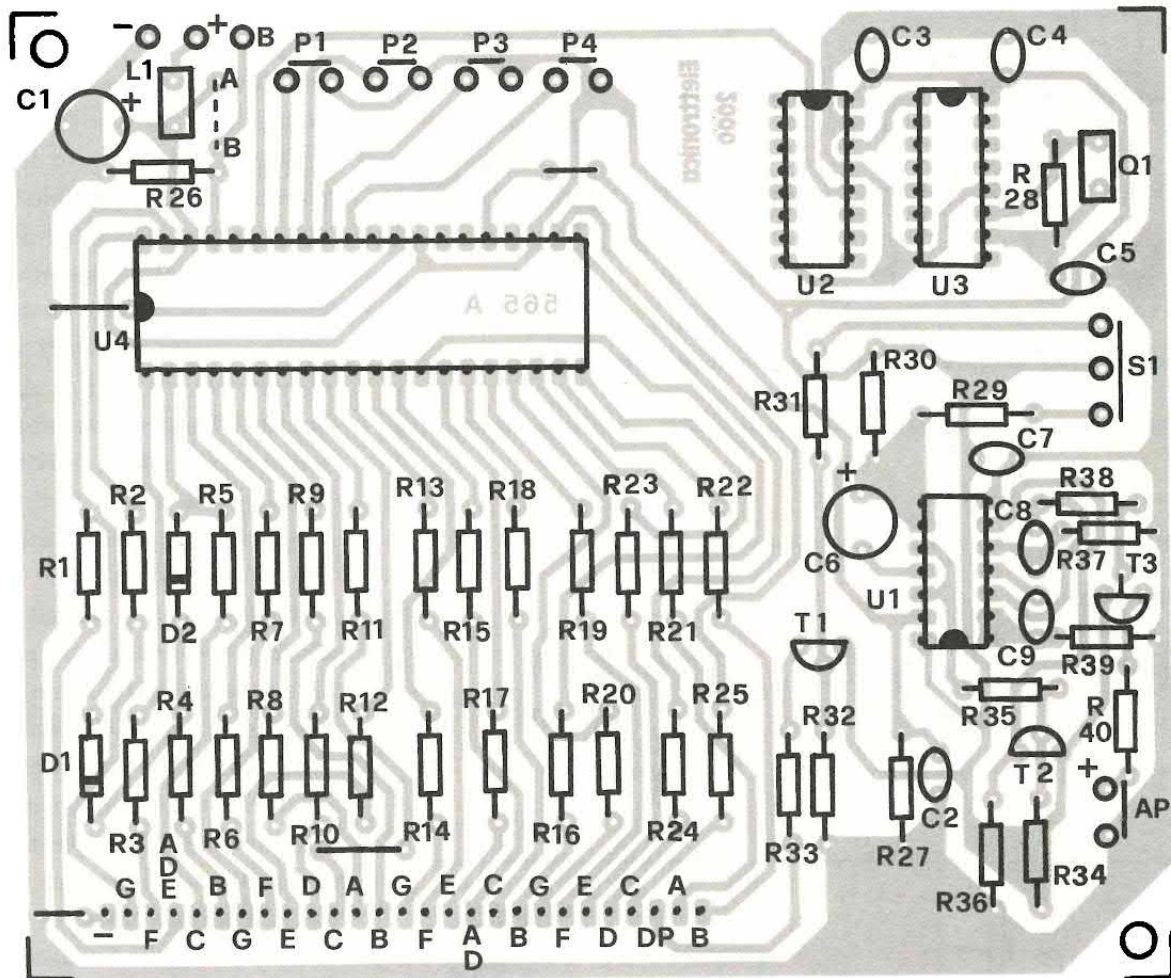 - + B
P1 P2 P3 P4
C3 C4
L1
A
C1 +
B
R26
Elettronica
2000
R
28
Q1
C5
U2 U3
565 A
U4
S1
R30
R31
R29
C7
+
R2 R5 R9 R13 R18 R23 R22
C8
R38
R1
C6
R37
T3
U1
D2 R7 R11 R15 R19 R21
T1
C9
R39
R4 R8 R12 R17 R20 R25
R32
R35
R
40
D1
T2
+
AP
R3 R6 R10 R14 R16 R24
R33
R27
C2
R36
R34
A
D
G E B F D A G E C G E C A
- F C G E C B F A B F D DP B
D